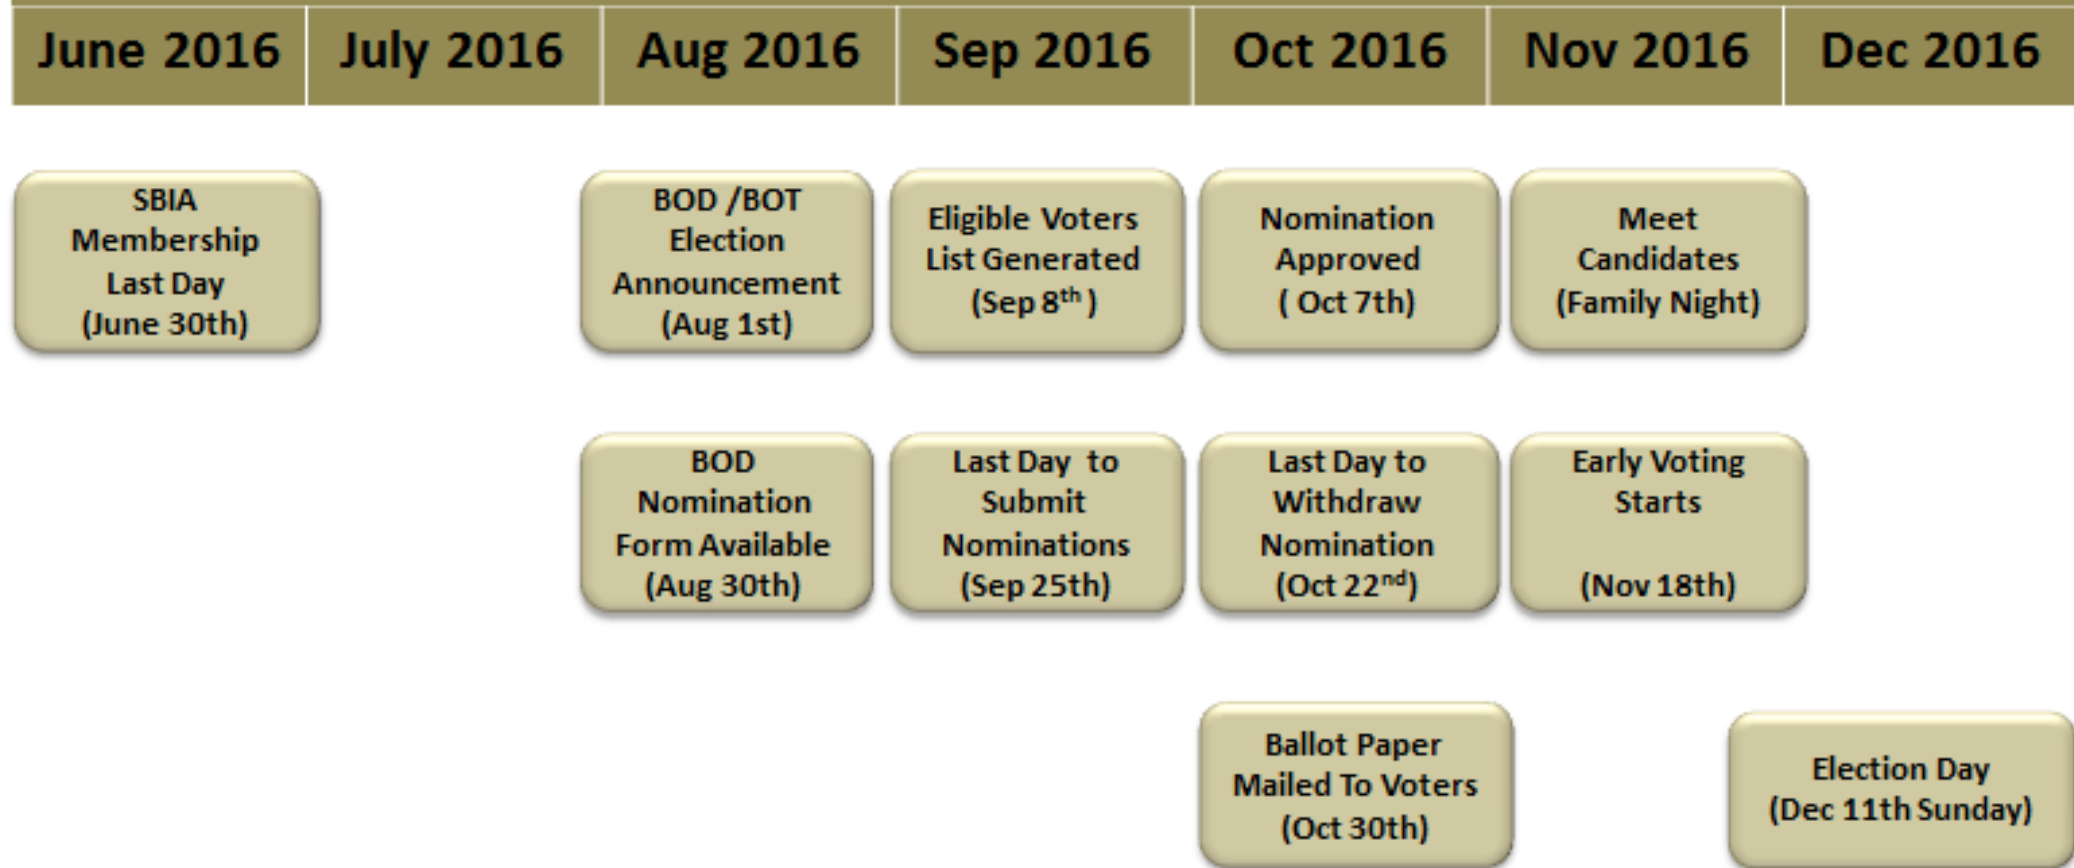 June 2016
July 2016
Aug 2016
Sep 2016
Oct 2016
Nov 2016
Dec 2016
SBIA
Membership
Last Day
(June 30th)
BOD /BOT
Election
Announcement
(Aug 1st)
Eligible Voters
List Generated
(Sep 8th )
Nomination
Approved
( Oct 7th)
Meet
Candidates
(Family Night)
BOD
Nomination
Form Available
(Aug 30th)
Last Day to
Submit
Nominations
(Sep 25th)
Last Day to
Withdraw
Nomination
(Oct 22nd)
Early Voting
Starts
(Nov 18th)
Ballot Paper
Mailed To Voters
(Oct 30th)
Election Day
(Dec 11th Sunday)